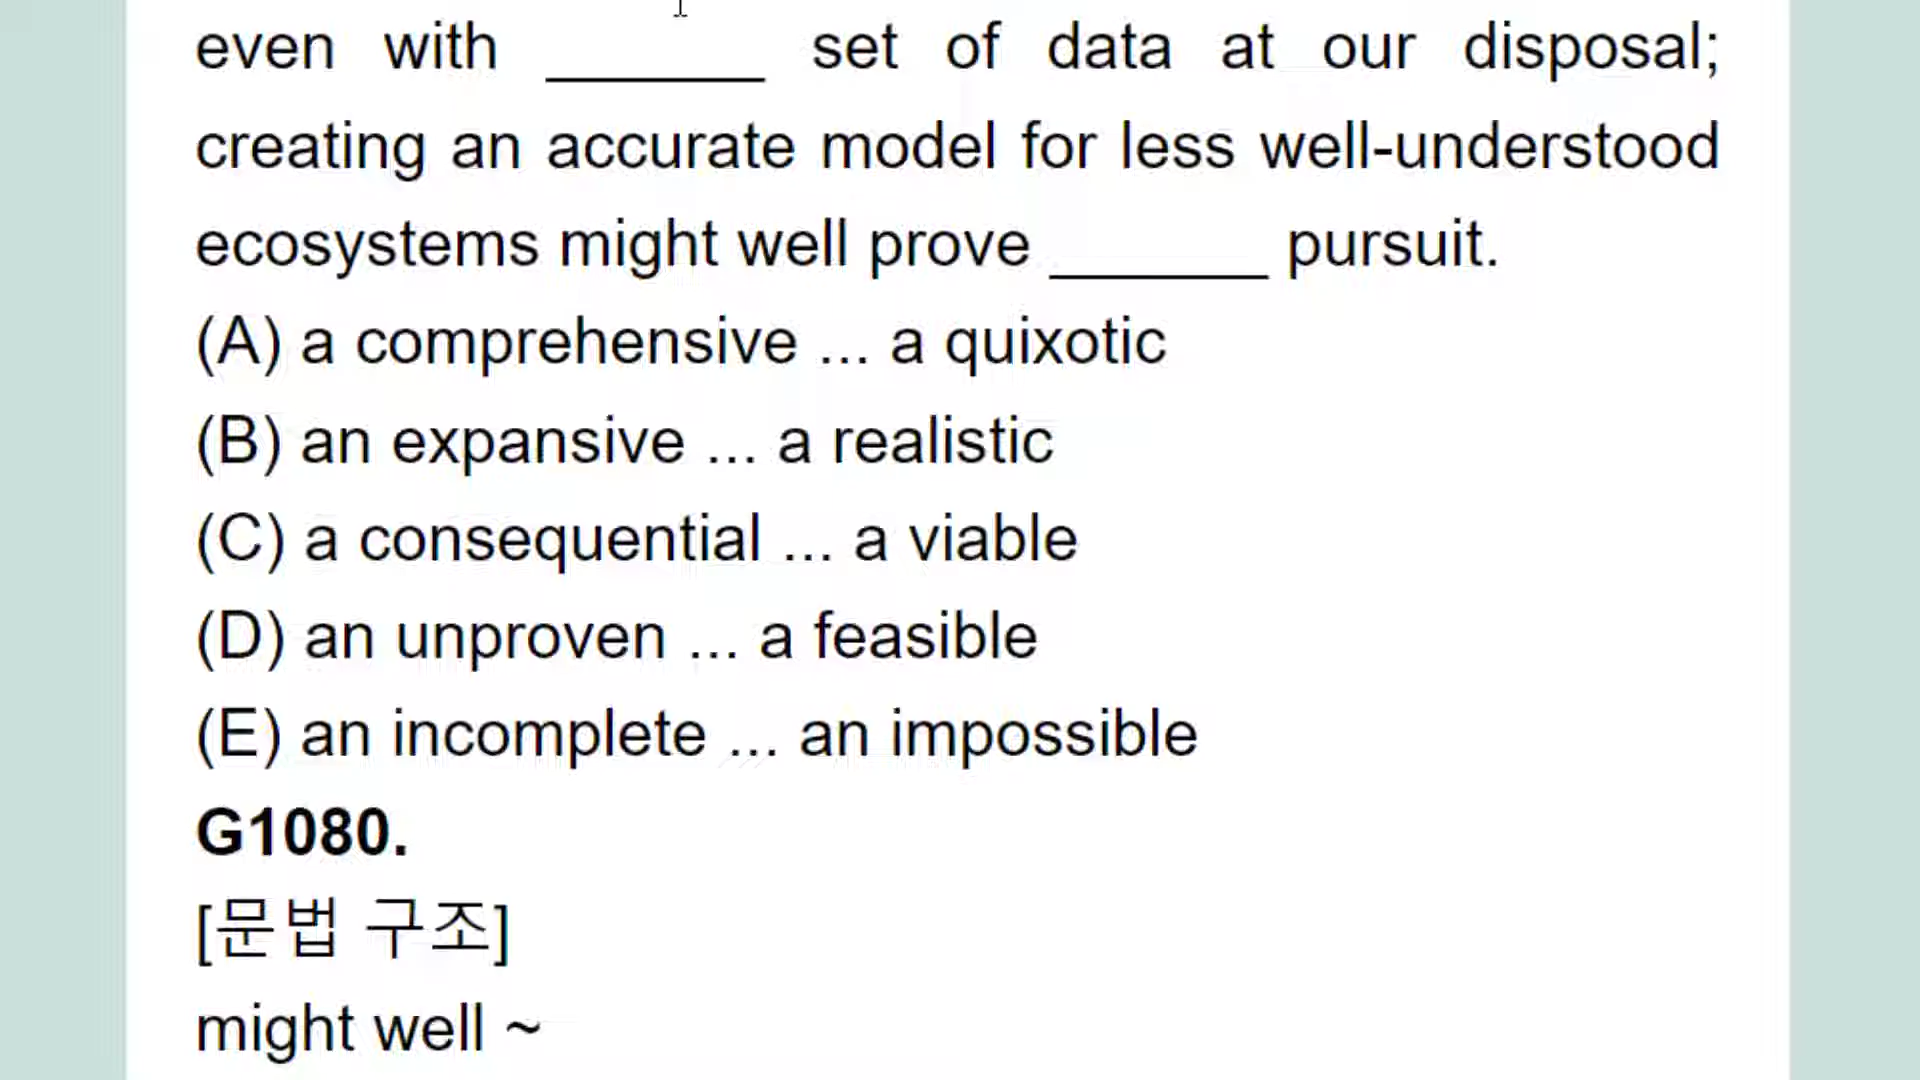 even with ______ set of data at our disposal;
creating an accurate model for less well-understood
ecosystems might well prove ______ pursuit.
(A) a comprehensive ... a quixotic
(B) an expansive ... a realistic
(C) a consequential ... a viable
(D) an unproven ... a feasible
(E) an incomplete ... an impossible
G1080.
[문법 구조]
might well ~